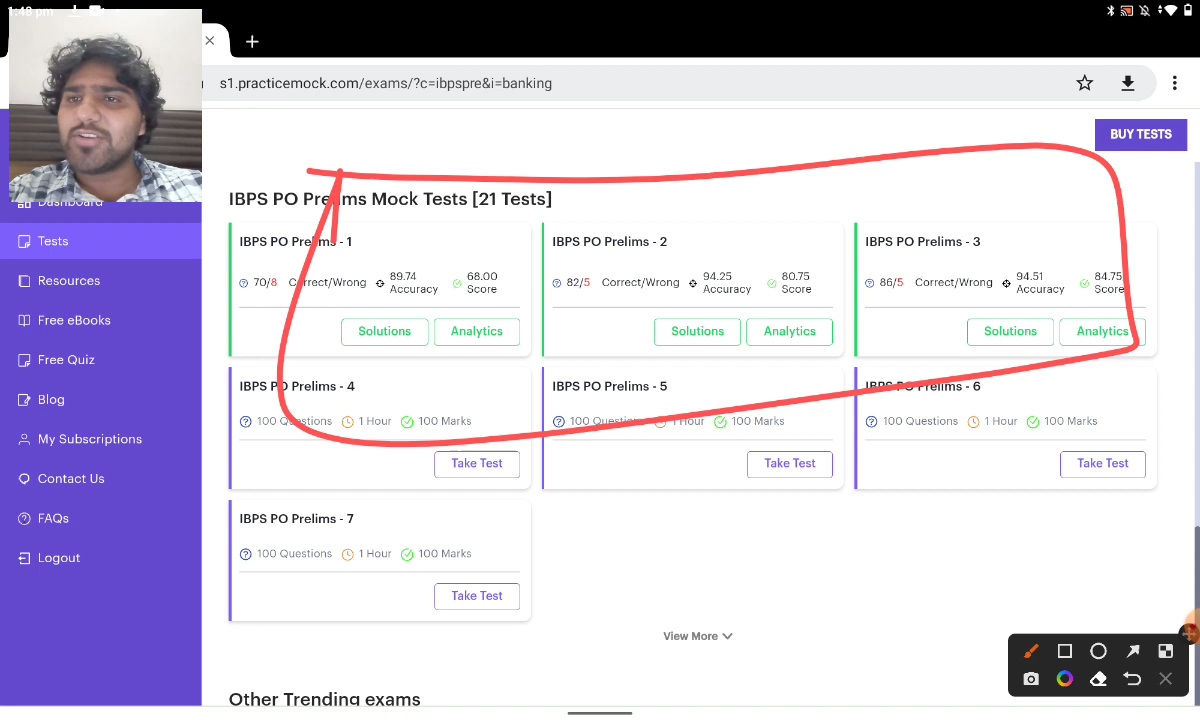 1:48 pm
s1.practicemock.com/exams/?c=ibpspre&i=banking
BUY TESTS
Dashboard
Tests
Resources
Free eBooks
Free Quiz
Blog
My Subscriptions
Contact Us
FAQs
Logout
IBPS PO Prelims Mock Tests [21 Tests]
IBPS PO Prelims - 1
70/8 Correct/Wrong 89.74 Accuracy 68.00 Score
Solutions Analytics
IBPS PO Prelims - 2
82/5 Correct/Wrong 94.25 Accuracy 80.75 Score
Solutions Analytics
IBPS PO Prelims - 3
86/5 Correct/Wrong 94.51 Accuracy 84.75 Score
Solutions Analytics
IBPS PO Prelims - 4
100 Questions 1 Hour 100 Marks
Take Test
IBPS PO Prelims - 5
100 Questions 1 Hour 100 Marks
Take Test
IBPS PO Prelims - 6
100 Questions 1 Hour 100 Marks
Take Test
IBPS PO Prelims - 7
100 Questions 1 Hour 100 Marks
Take Test
View More
Other Trending exams